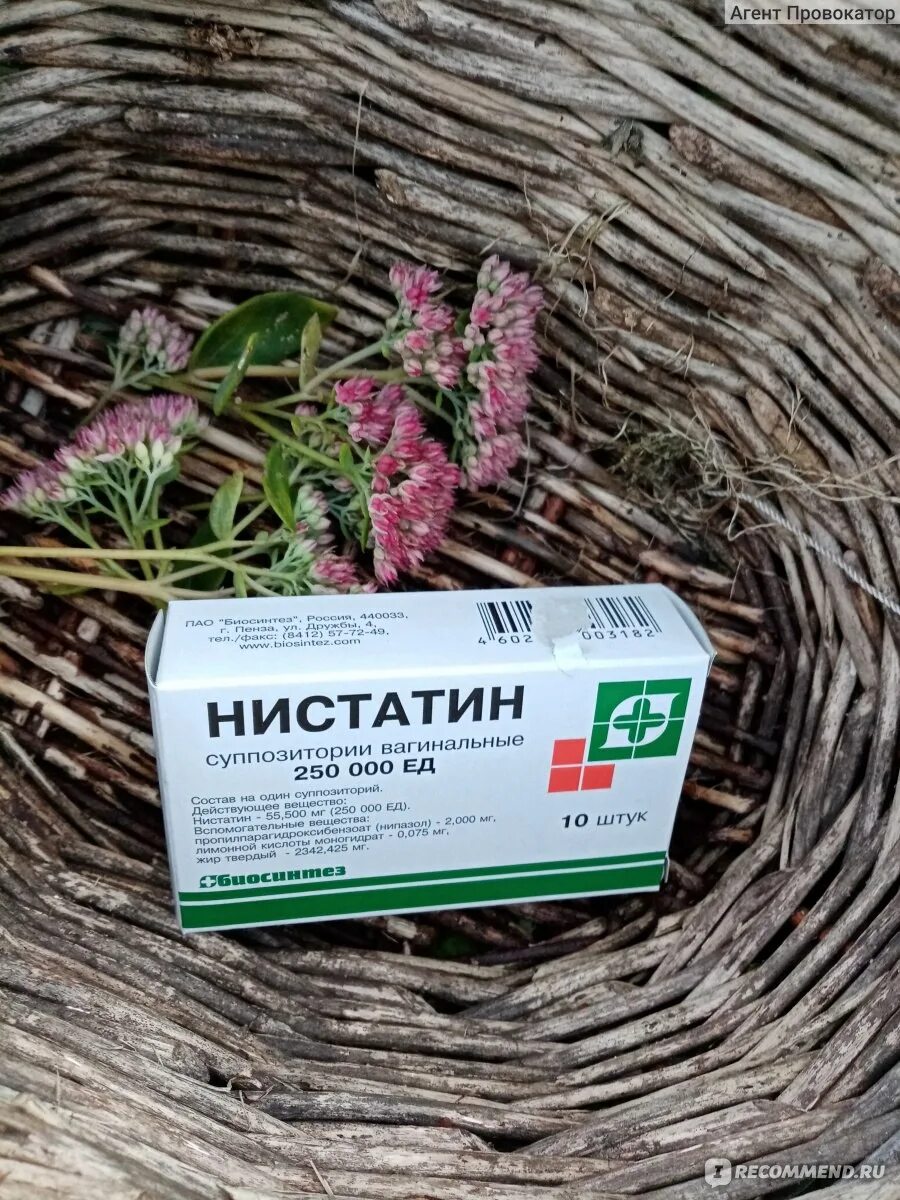 Агент Провокатор
ПАО "Биосинтез", Россия, 440033,
г. Пенза, ул. Дружбы, 4,
тел./факс: (8412) 57-72-49,
www.biosintez.com
4 602 003182
НИСТАТИН
суппозитории вагинальные
250 000 ЕД
Состав на один суппозиторий.
Действующее вещество:
Нистатин - 55,500 мг (250 000 ЕД).
Вспомогательные вещества:
пропилпарагидроксибензоат (нипазол) - 2,000 мг,
лимонной кислоты моногидрат - 0,075 мг,
жир твердый - 2342,425 мг.
10 штук
биосинтез
RECOMMEND.RU